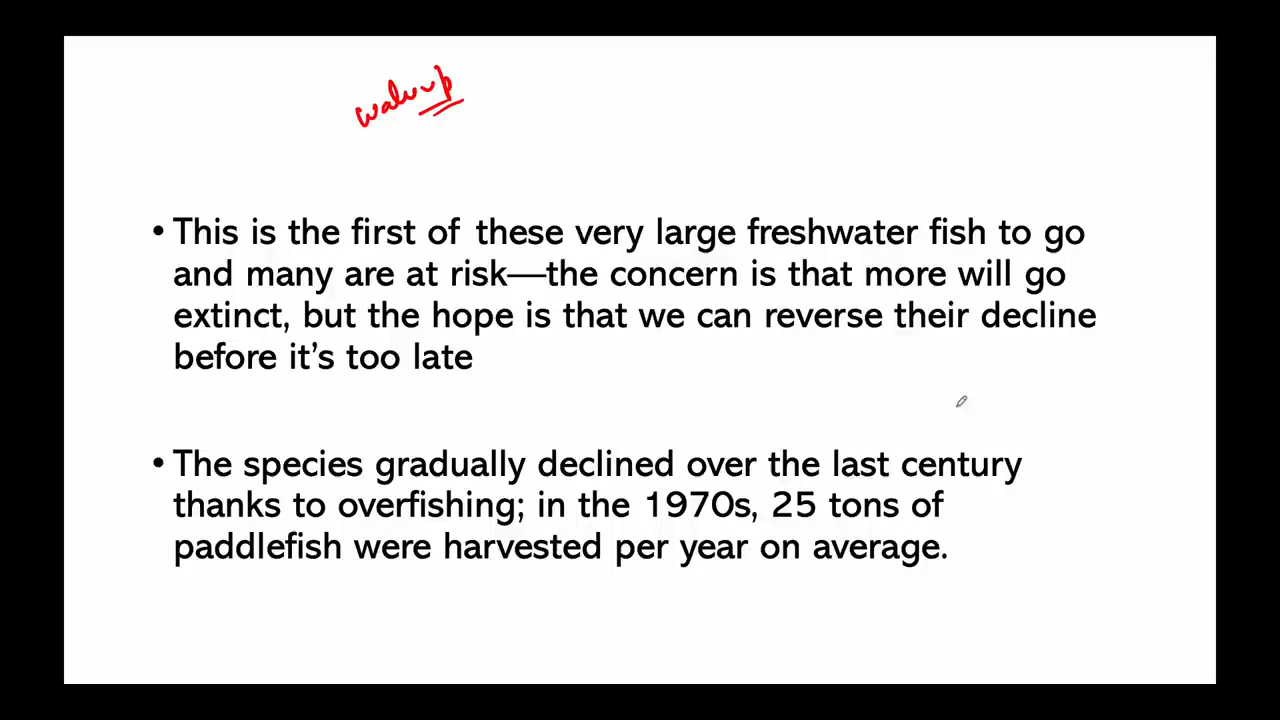 wakeup
• This is the first of these very large freshwater fish to go
and many are at risk—the concern is that more will go
extinct, but the hope is that we can reverse their decline
before it's too late
• The species gradually declined over the last century
thanks to overfishing; in the 1970s, 25 tons of
paddlefish were harvested per year on average.